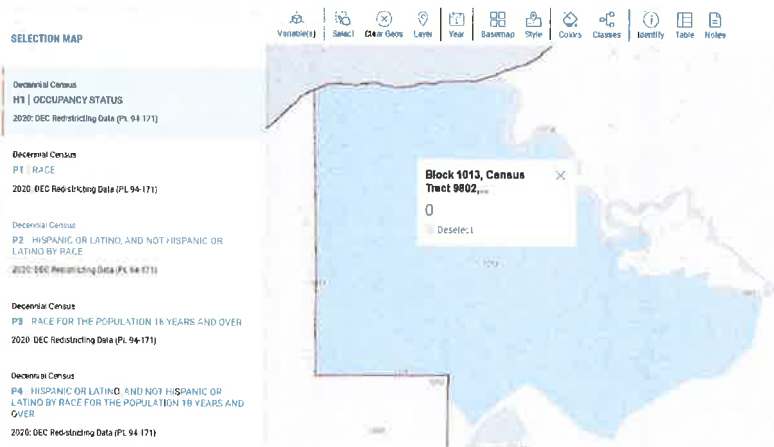 SELECTION MAP
Variable(s) Select Clear Geos Layer Year Basemap Style Colors Classes Identify Table Notes
Decennial Census
H1 | OCCUPANCY STATUS
2020: DEC Redistricting Data (PL 94-171)
Decennial Census
P1 | RACE
2020: DEC Redistricting Data (PL 94-171)
Decennial Census
P2 HISPANIC OR LATINO, AND NOT HISPANIC OR
LATINO BY RACE
2020: DEC Redistricting Data (PL 94-171)
Decennial Census
P3 RACE FOR THE POPULATION 18 YEARS AND OVER
2020: DEC Redistricting Data (PL 94-171)
Decennial Census
P4 HISPANIC OR LATINO, AND NOT HISPANIC OR
LATINO BY RACE FOR THE POPULATION 18 YEARS AND
OVER
2020: DEC Redistricting Data (PL 94-171)
Block 1013, Census
Tract 9802,...
0
Deselect